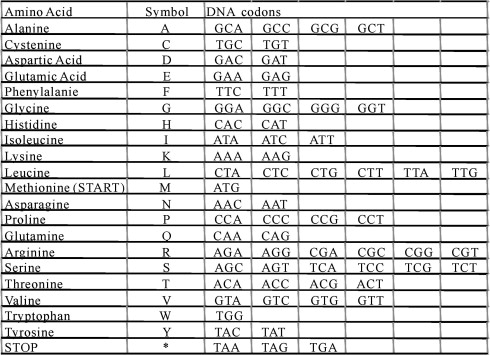 Amino Acid Symbol DNA codons
Alanine A GCA GCC GCG GCT
Cystenine C TGC TGT
Aspartic Acid D GAC GAT
Glutamic Acid E GAA GAG
Phenylalanie F TTC TTT
Glycine G GGA GGC GGG GGT
Histidine H CAC CAT
Isoleucine I ATA ATC ATT
Lysine K AAA AAG
Leucine L CTA CTC CTG CTT TTA TTG
Methionine (START) M ATG
Asparagine N AAC AAT
Proline P CCA CCC CCG CCT
Glutamine Q CAA CAG
Arginine R AGA AGG CGA CGC CGG CGT
Serine S AGC AGT TCA TCC TCG TCT
Threonine T ACA ACC ACG ACT
Valine V GTA GTC GTG GTT
Tryptophan W TGG
Tyrosine Y TAC TAT
STOP * TAA TAG TGA